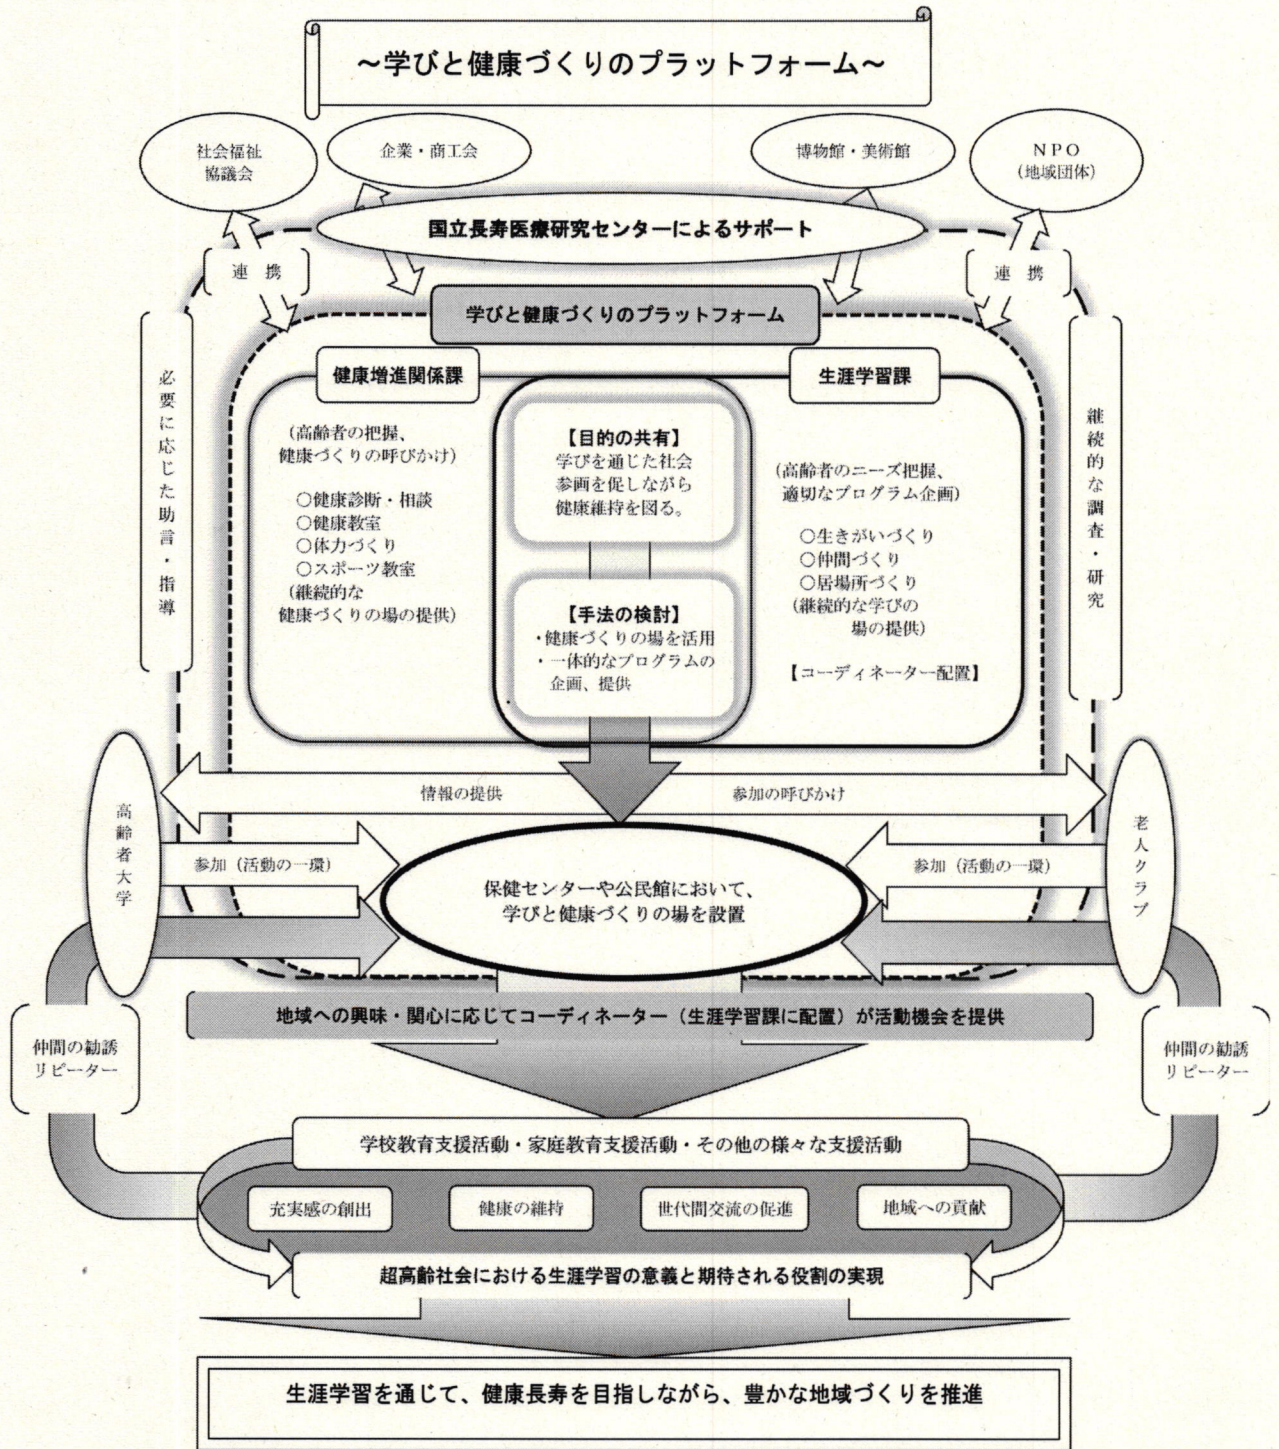 ～学びと健康づくりのプラットフォーム～
社会福祉
協議会
企業・商工会
博物館・美術館
ＮＰＯ
(地域団体)
国立長寿医療研究センターによるサポート
連 携
連 携
学びと健康づくりのプラットフォーム
必要に応じた助言・指導
継続的な調査・研究
健康増進関係課
(高齢者の把握、
健康づくりの呼びかけ)
○健康診断・相談
○健康教室
○体力づくり
○スポーツ教室
(継続的な
健康づくりの場の提供)
【目的の共有】
学びを通じた社会
参画を促しながら
健康維持を図る。
【手法の検討】
・健康づくりの場を活用
・一体的なプログラムの
企画、提供
生涯学習課
(高齢者のニーズ把握、
適切なプログラム企画)
○生きがいづくり
○仲間づくり
○居場所づくり
(継続的な学びの
場の提供)
【コーディネーター配置】
高齢者大学
老人クラブ
情報の提供
参加の呼びかけ
参加（活動の一環）
参加（活動の一環）
保健センターや公民館において、
学びと健康づくりの場を設置
地域への興味・関心に応じてコーディネーター（生涯学習課に配置）が活動機会を提供
仲間の勧誘
リピーター
仲間の勧誘
リピーター
学校教育支援活動・家庭教育支援活動・その他の様々な支援活動
充実感の創出
健康の維持
世代間交流の促進
地域への貢献
超高齢社会における生涯学習の意義と期待される役割の実現
生涯学習を通じて、健康長寿を目指しながら、豊かな地域づくりを推進